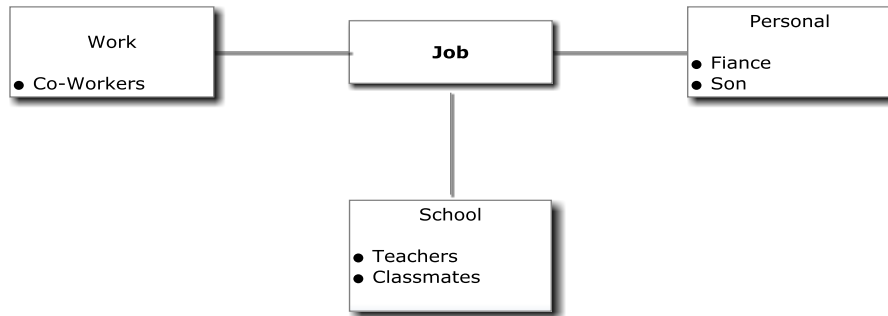 Work
● Co-Workers
Job
Personal
● Fiance
● Son
School
● Teachers
● Classmates